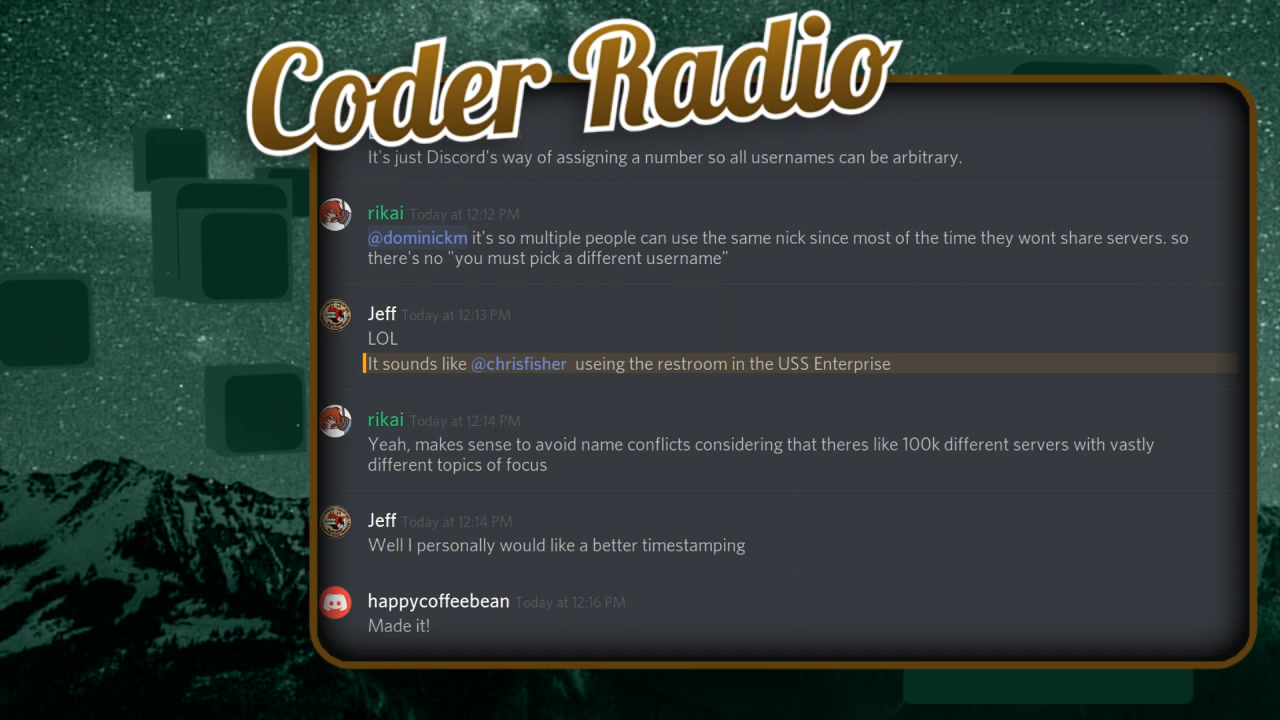 Coder Radio
It's just Discord's way of assigning a number so all usernames can be arbitrary.
rikai Today at 12:12 PM
@dominickm it's so multiple people can use the same nick since most of the time they wont share servers. so
there's no "you must pick a different username"
Jeff Today at 12:13 PM
LOL
It sounds like @chrisfisher useing the restroom in the USS Enterprise
rikai Today at 12:14 PM
Yeah, makes sense to avoid name conflicts considering that theres like 100k different servers with vastly
different topics of focus
Jeff Today at 12:14 PM
Well I personally would like a better timestamping
happycoffeebean Today at 12:16 PM
Made it!